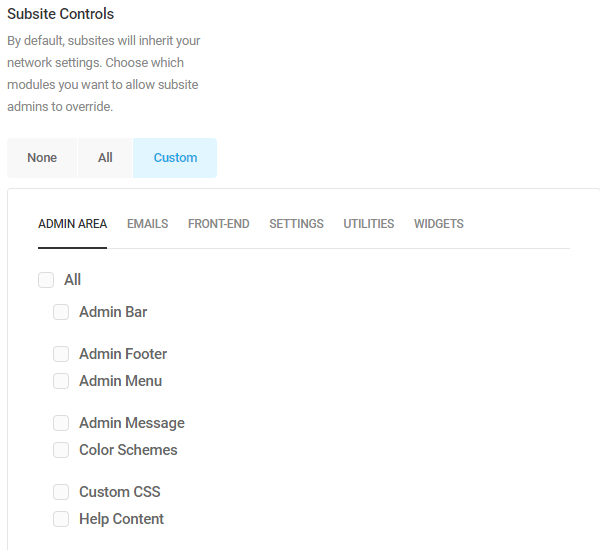 Subsite Controls
By default, subsites will inherit your
network settings. Choose which
modules you want to allow subsite
admins to override.
None All Custom
ADMIN AREA EMAILS FRONT-END SETTINGS UTILITIES WIDGETS
All
Admin Bar
Admin Footer
Admin Menu
Admin Message
Color Schemes
Custom CSS
Help Content